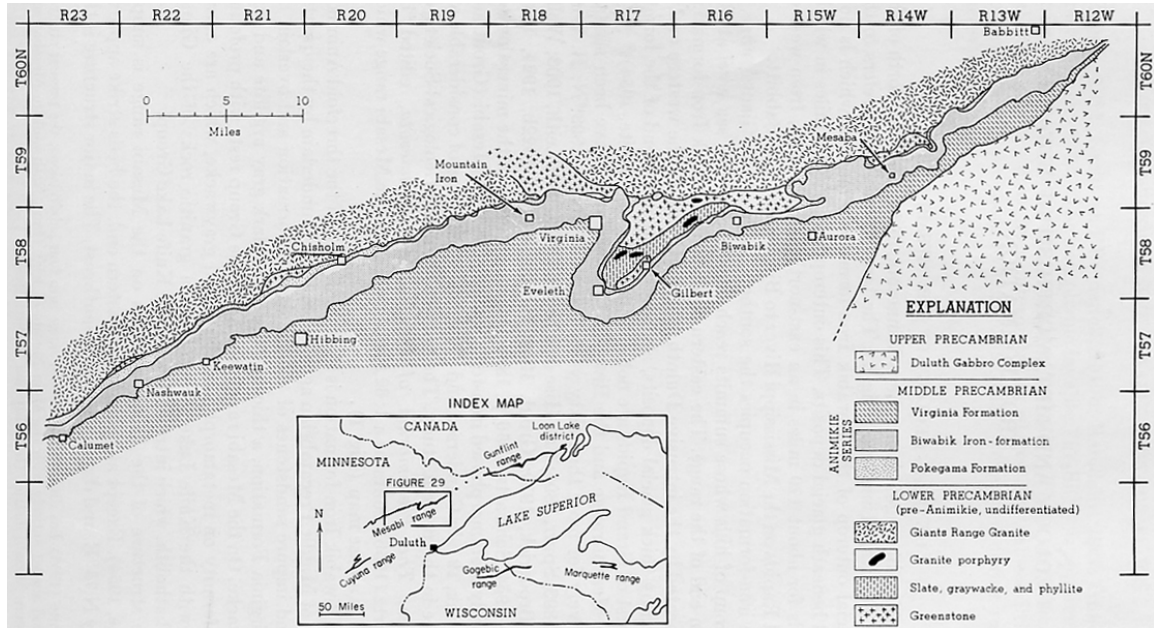 R23 R22 R21 R20 R19 R18 R17 R16 R15W R14W R13W R12W
T60N
T59
T58
T57
T56
T60N
T59
T58
T57
T56
0 5 10
Miles
Babbitt
Mesaba
Mountain
Iron
Chisholm
Virginia
Biwabik
Aurora
Eveleth
Gilbert
Hibbing
Keewatin
Nashwauk
Calumet
INDEX MAP
CANADA
Loon Lake
district
Gunflint
range
MINNESOTA
FIGURE 29
N
Mesabi range
LAKE SUPERIOR
Duluth
Cuyuna range
Gogebic
range
Marquette range
50 Miles
WISCONSIN
EXPLANATION
UPPER PRECAMBRIAN
Duluth Gabbro Complex
MIDDLE PRECAMBRIAN
ANIMIKIE
SERIES
Virginia Formation
Biwabik Iron-formation
Pokegama Formation
LOWER PRECAMBRIAN
(pre-Animikie, undifferentiated)
Giants Range Granite
Granite porphyry
Slate, graywacke, and phyllite
Greenstone